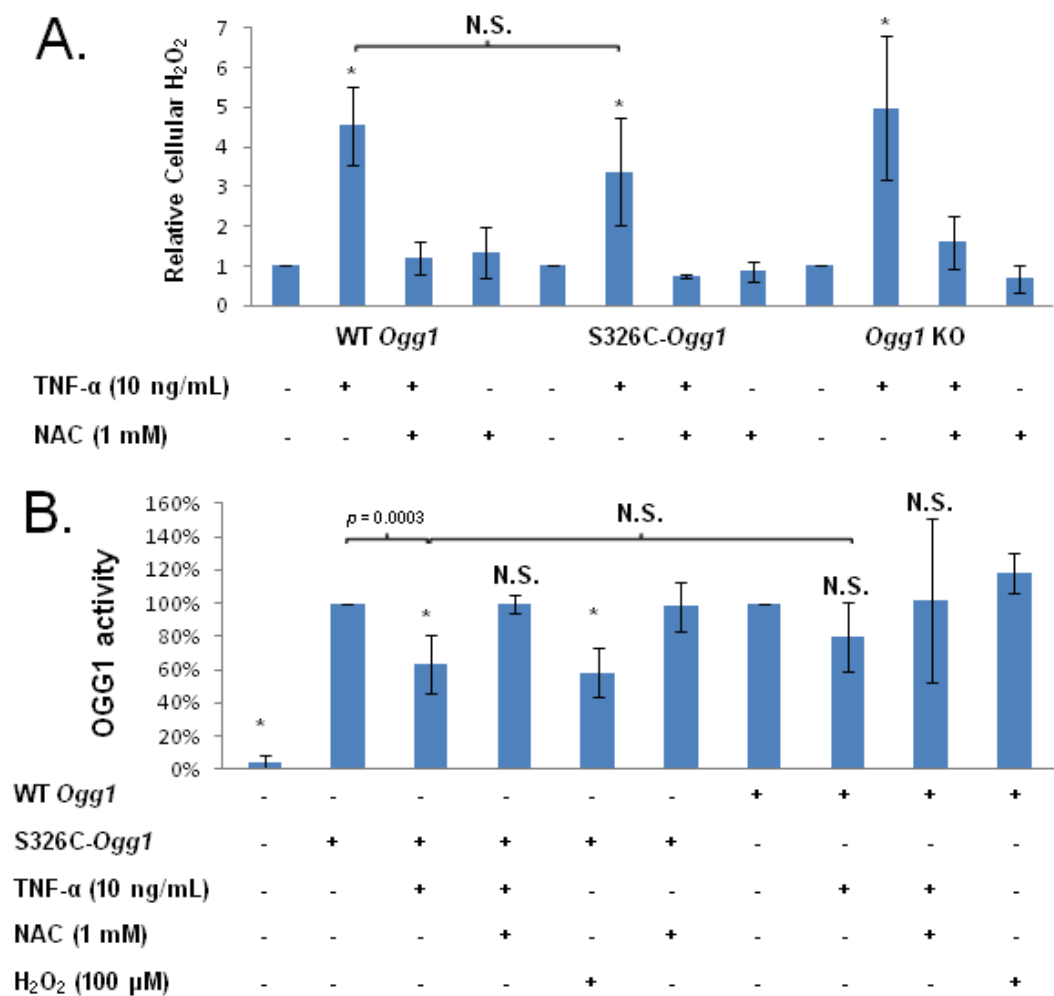 A.
Relative Cellular H₂O₂
7
6
5
4
3
2
1
0
N.S.
*
*
*
WT Ogg1 S326C-Ogg1 Ogg1 KO
TNF-α (10 ng/mL) - + + - - + + - - + + -
NAC (1 mM) - - + + - - + + - - + +
B.
OGG1 activity
160%
140%
120%
100%
80%
60%
40%
20%
0%
p = 0.0003
N.S.
N.S.
N.S.
N.S.
*
*
*
WT Ogg1 - - - - - - + + + +
S326C-Ogg1 - + + + + + - - - -
TNF-α (10 ng/mL) - - + + - - - + + -
NAC (1 mM) - - - + - + - - + -
H₂O₂ (100 µM) - - - - + - - - - +